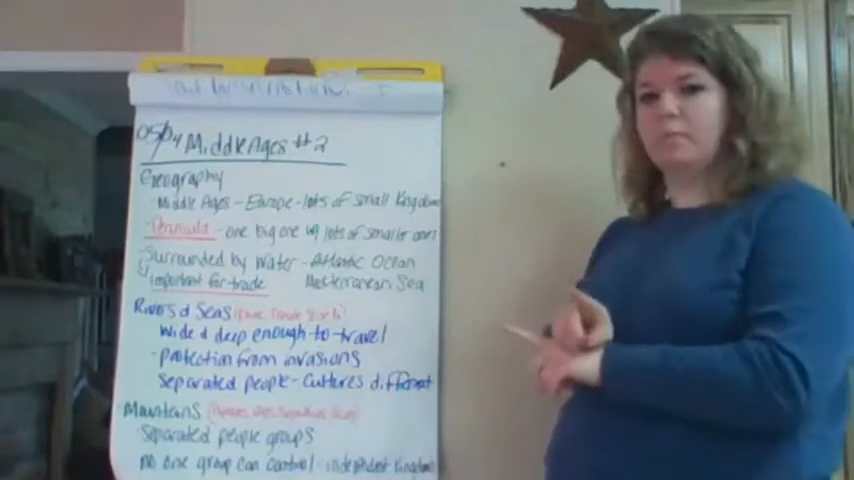 Middle Ages #2
Geography
Middle Ages - Europe - lots of small Kingdoms
- Peninsula - one big one w/ lots of smaller ones
- Surrounded by water - Atlantic Ocean
important for trade Mediterranean Sea
Rivers & Seas
wide & deep enough to travel
- protection from invasions
separated people - cultures different
Mountains
separated people groups
no one group can control - independent Kingdoms